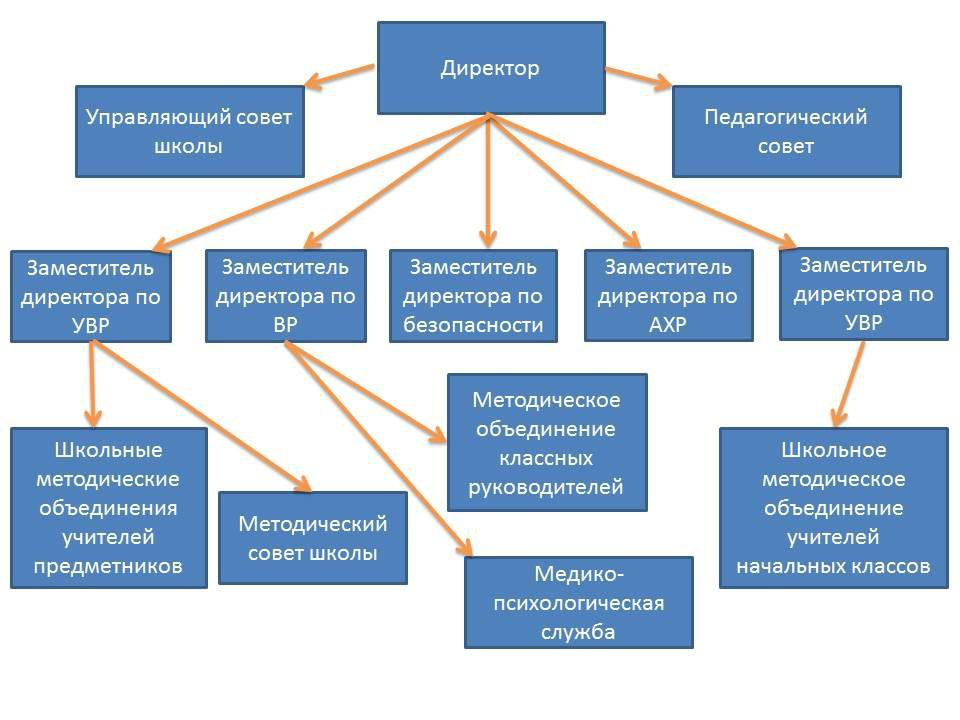 Директор
Управляющий совет
школы
Педагогический
совет
Заместитель
директора по
УВР
Заместитель
директора по
ВР
Заместитель
директора по
безопасности
Заместитель
директора по
АХР
Заместитель
директора по
УВР
Методическое
объединение
классных
руководителей
Школьные
методические
объединения
учителей
предметников
Методический
совет школы
Школьное
методическое
объединение
учителей
начальных классов
Медико-
психологическая
служба